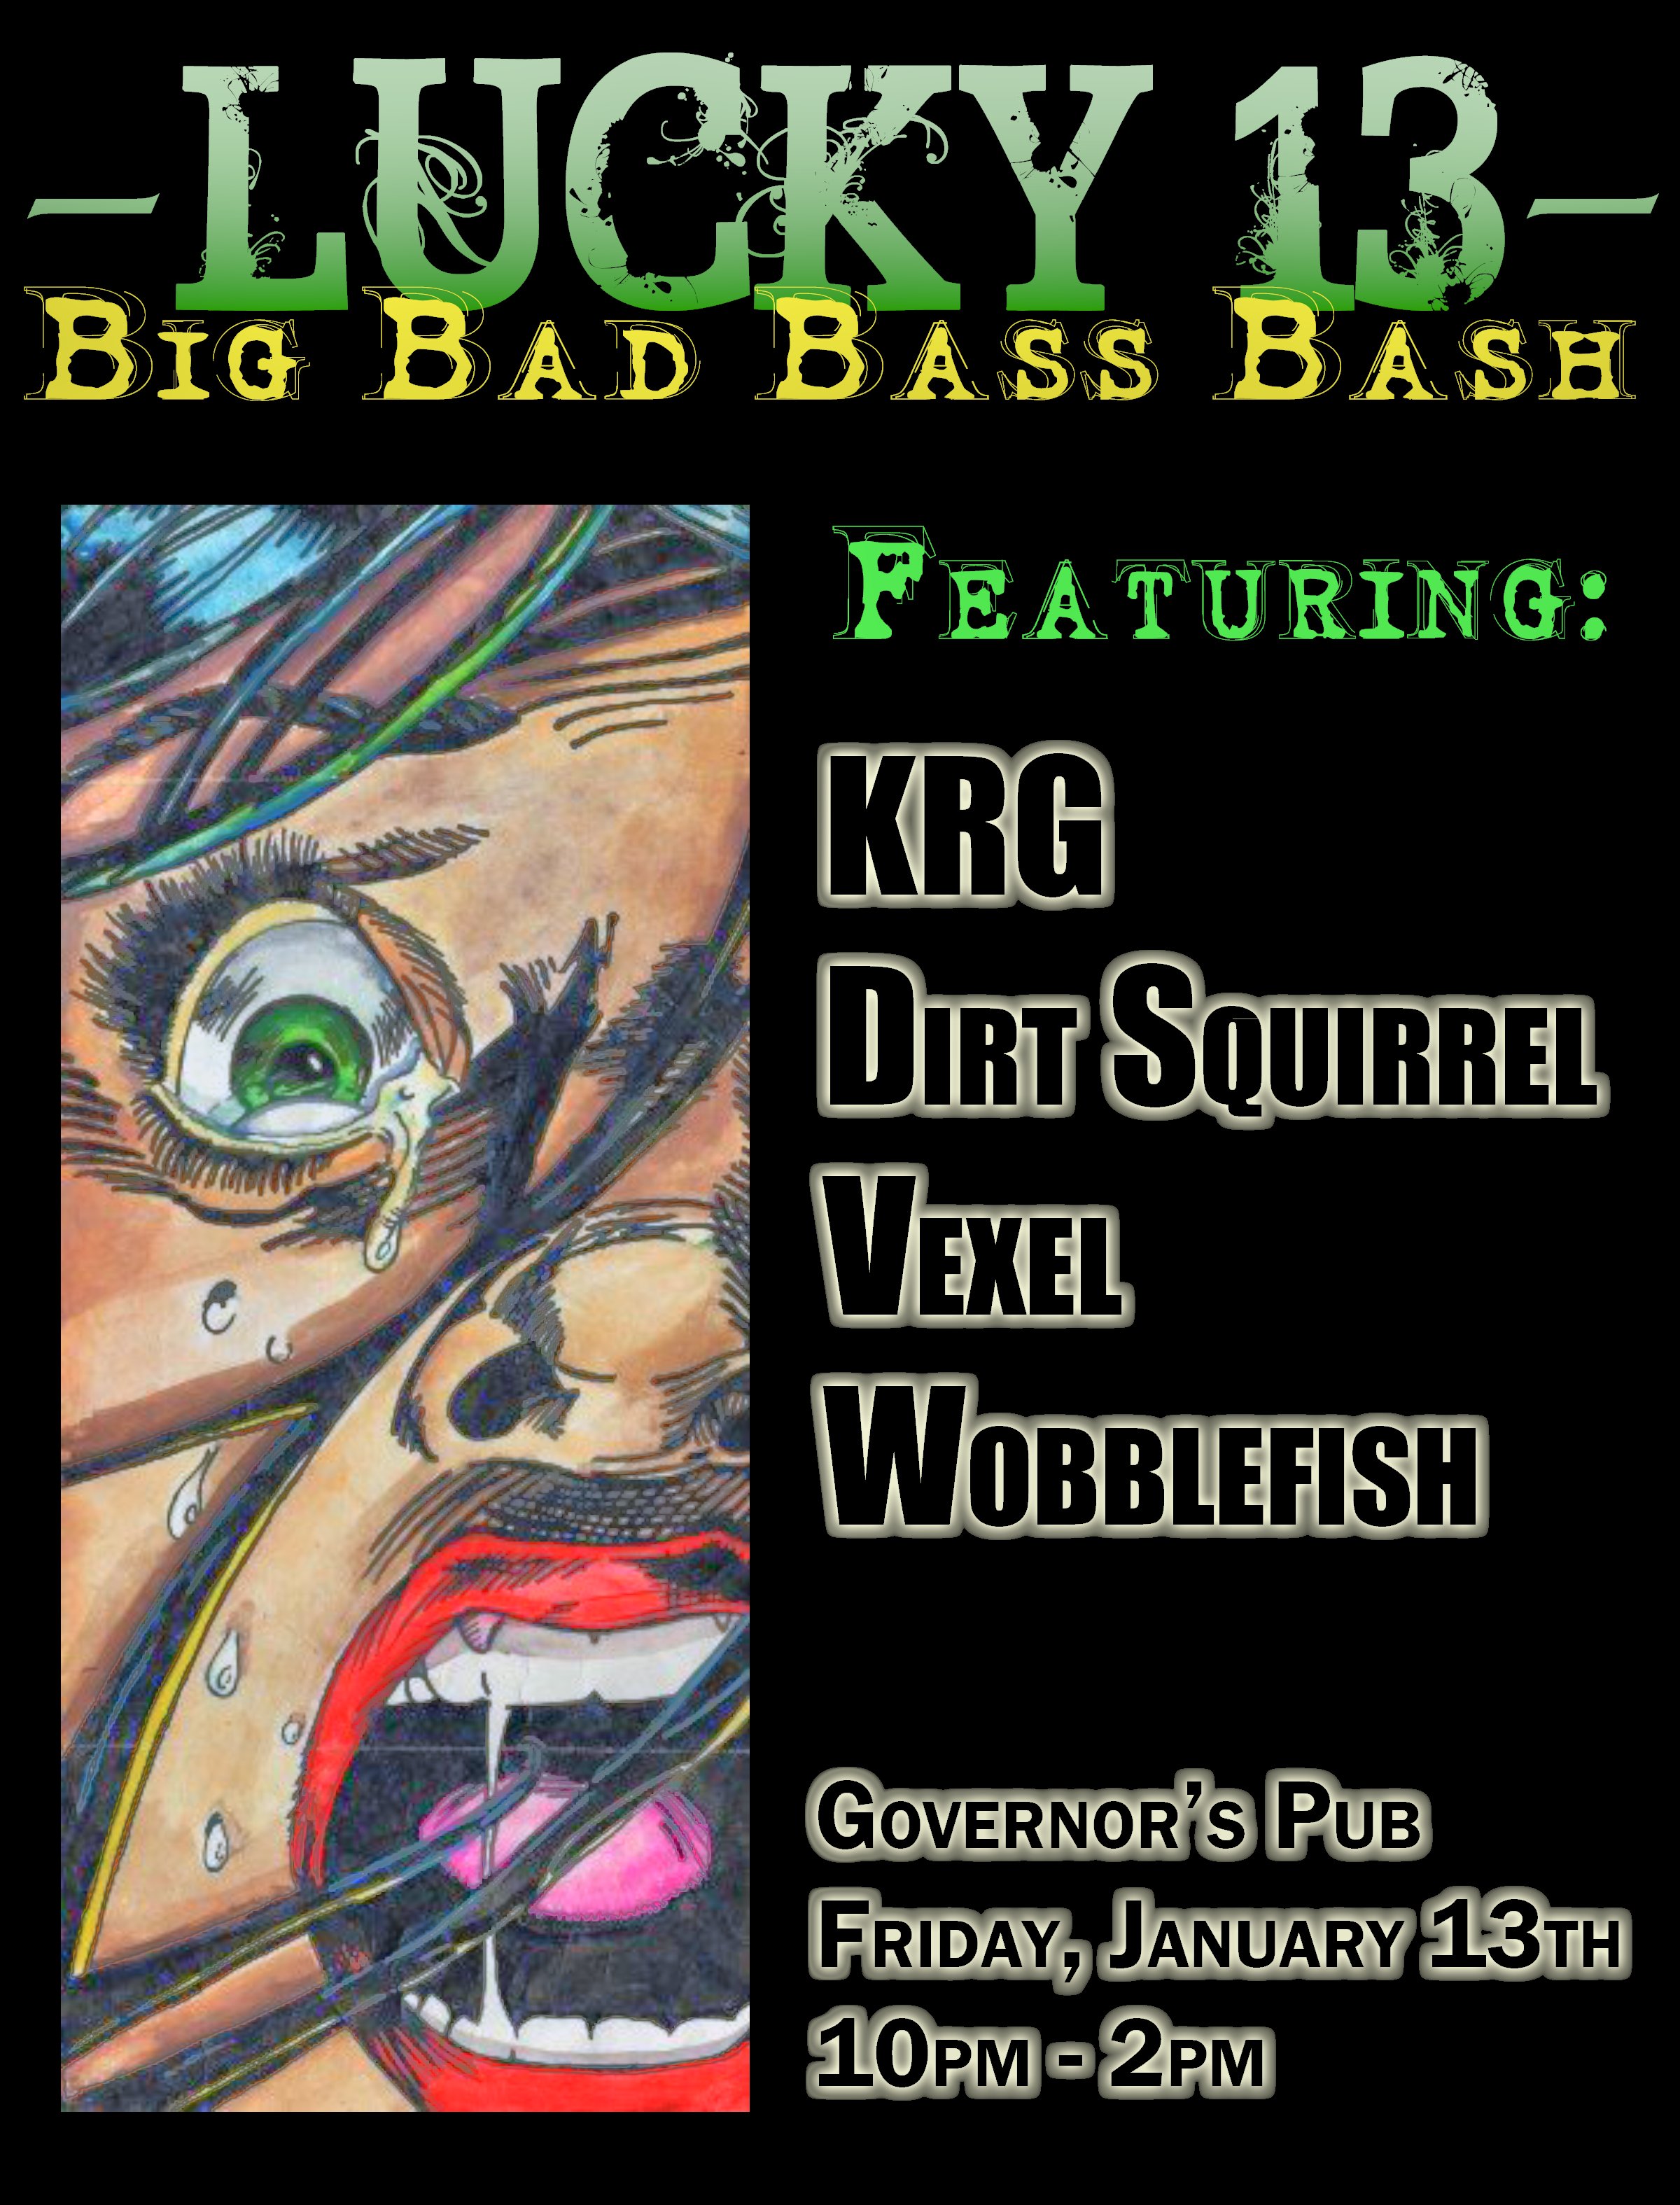 -LUCKY 13-
Big Bad Bass Bash
Featuring:
KRG
Dirt Squirrel
Vexel
Wobblefish
Governor's Pub
Friday, January 13th
10pm - 2pm